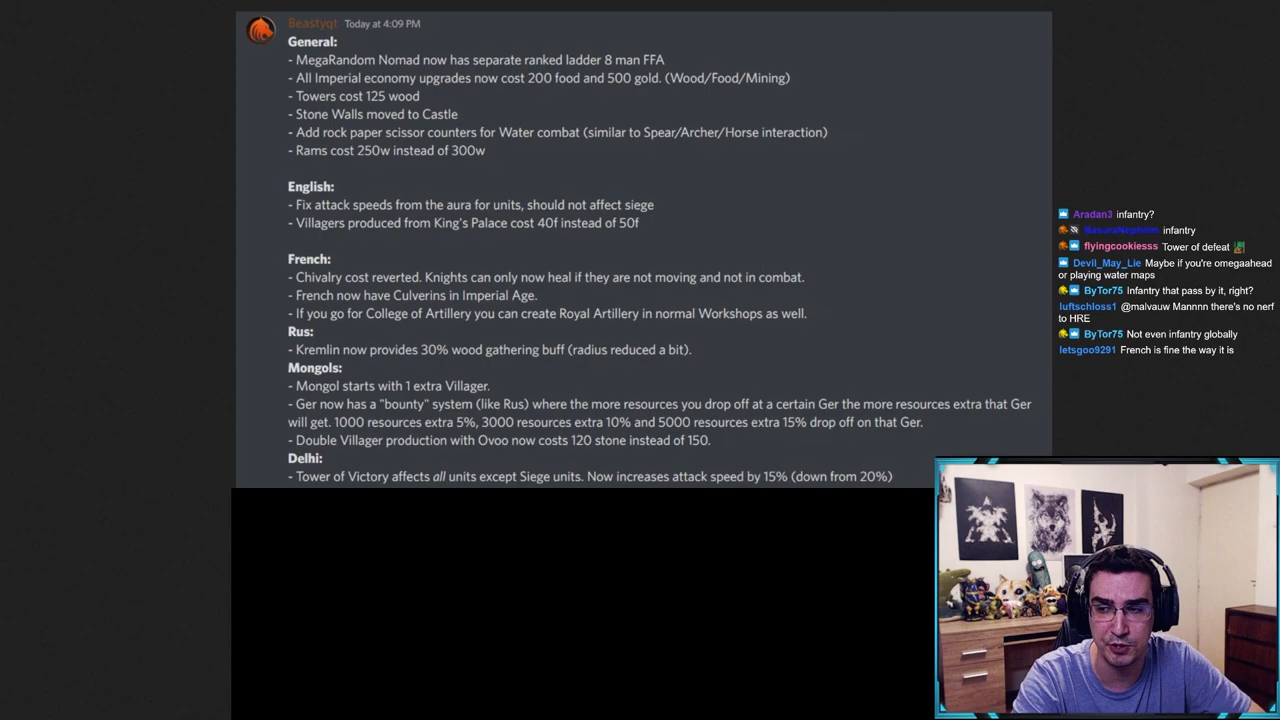 Beastyqt Today at 4:09 PM
General:
- MegaRandom Nomad now has separate ranked ladder 8 man FFA
- All Imperial economy upgrades now cost 200 food and 500 gold. (Wood/Food/Mining)
- Towers cost 125 wood
- Stone Walls moved to Castle
- Add rock paper scissor counters for Water combat (similar to Spear/Archer/Horse interaction)
- Rams cost 250w instead of 300w
English:
- Fix attack speeds from the aura for units, should not affect siege
- Villagers produced from King's Palace cost 40f instead of 50f
French:
- Chivalry cost reverted. Knights can only now heal if they are not moving and not in combat.
- French now have Culverins in Imperial Age.
- If you go for College of Artillery you can create Royal Artillery in normal Workshops as well.
Rus:
- Kremlin now provides 30% wood gathering buff (radius reduced a bit).
Mongols:
- Mongol starts with 1 extra Villager.
- Ger now has a "bounty" system (like Rus) where the more resources you drop off at a certain Ger the more resources extra that Ger
will get. 1000 resources extra 5%, 3000 resources extra 10% and 5000 resources extra 15% drop off on that Ger.
- Double Villager production with Ovoo now costs 120 stone instead of 150.
Delhi:
- Tower of Victory affects all units except Siege units. Now increases attack speed by 15% (down from 20%)
Aradan3 infantry?
infantry
flyingcookiesss Tower of defeat
Devil_May_Lie Maybe if you're omegaahead
or playing water maps
ByTor75 Infantry that pass by it, right?
luftschloss1 @malvauw Mannnn there's no nerf
to HRE
ByTor75 Not even infantry globally
letsgoo9291 French is fine the way it is